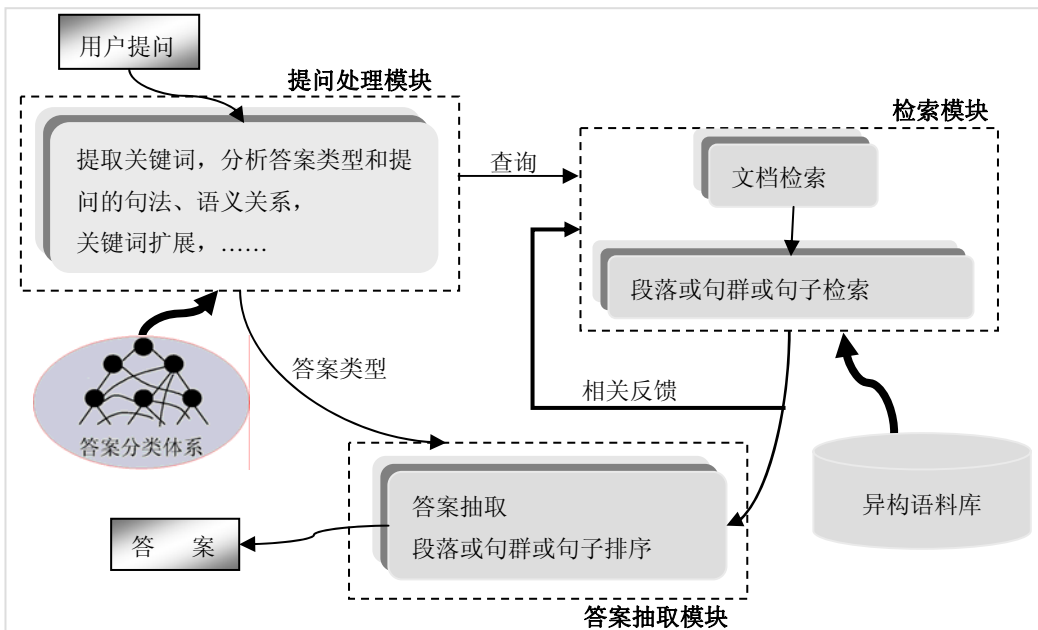 用户提问
提问处理模块
提取关键词，分析答案类型和提
问的句法、语义关系，
关键词扩展，……
查询
检索模块
文档检索
段落或句群或句子检索
答案类型
相关反馈
答案分类体系
异构语料库
答案抽取
段落或句群或句子排序
答 案
答案抽取模块